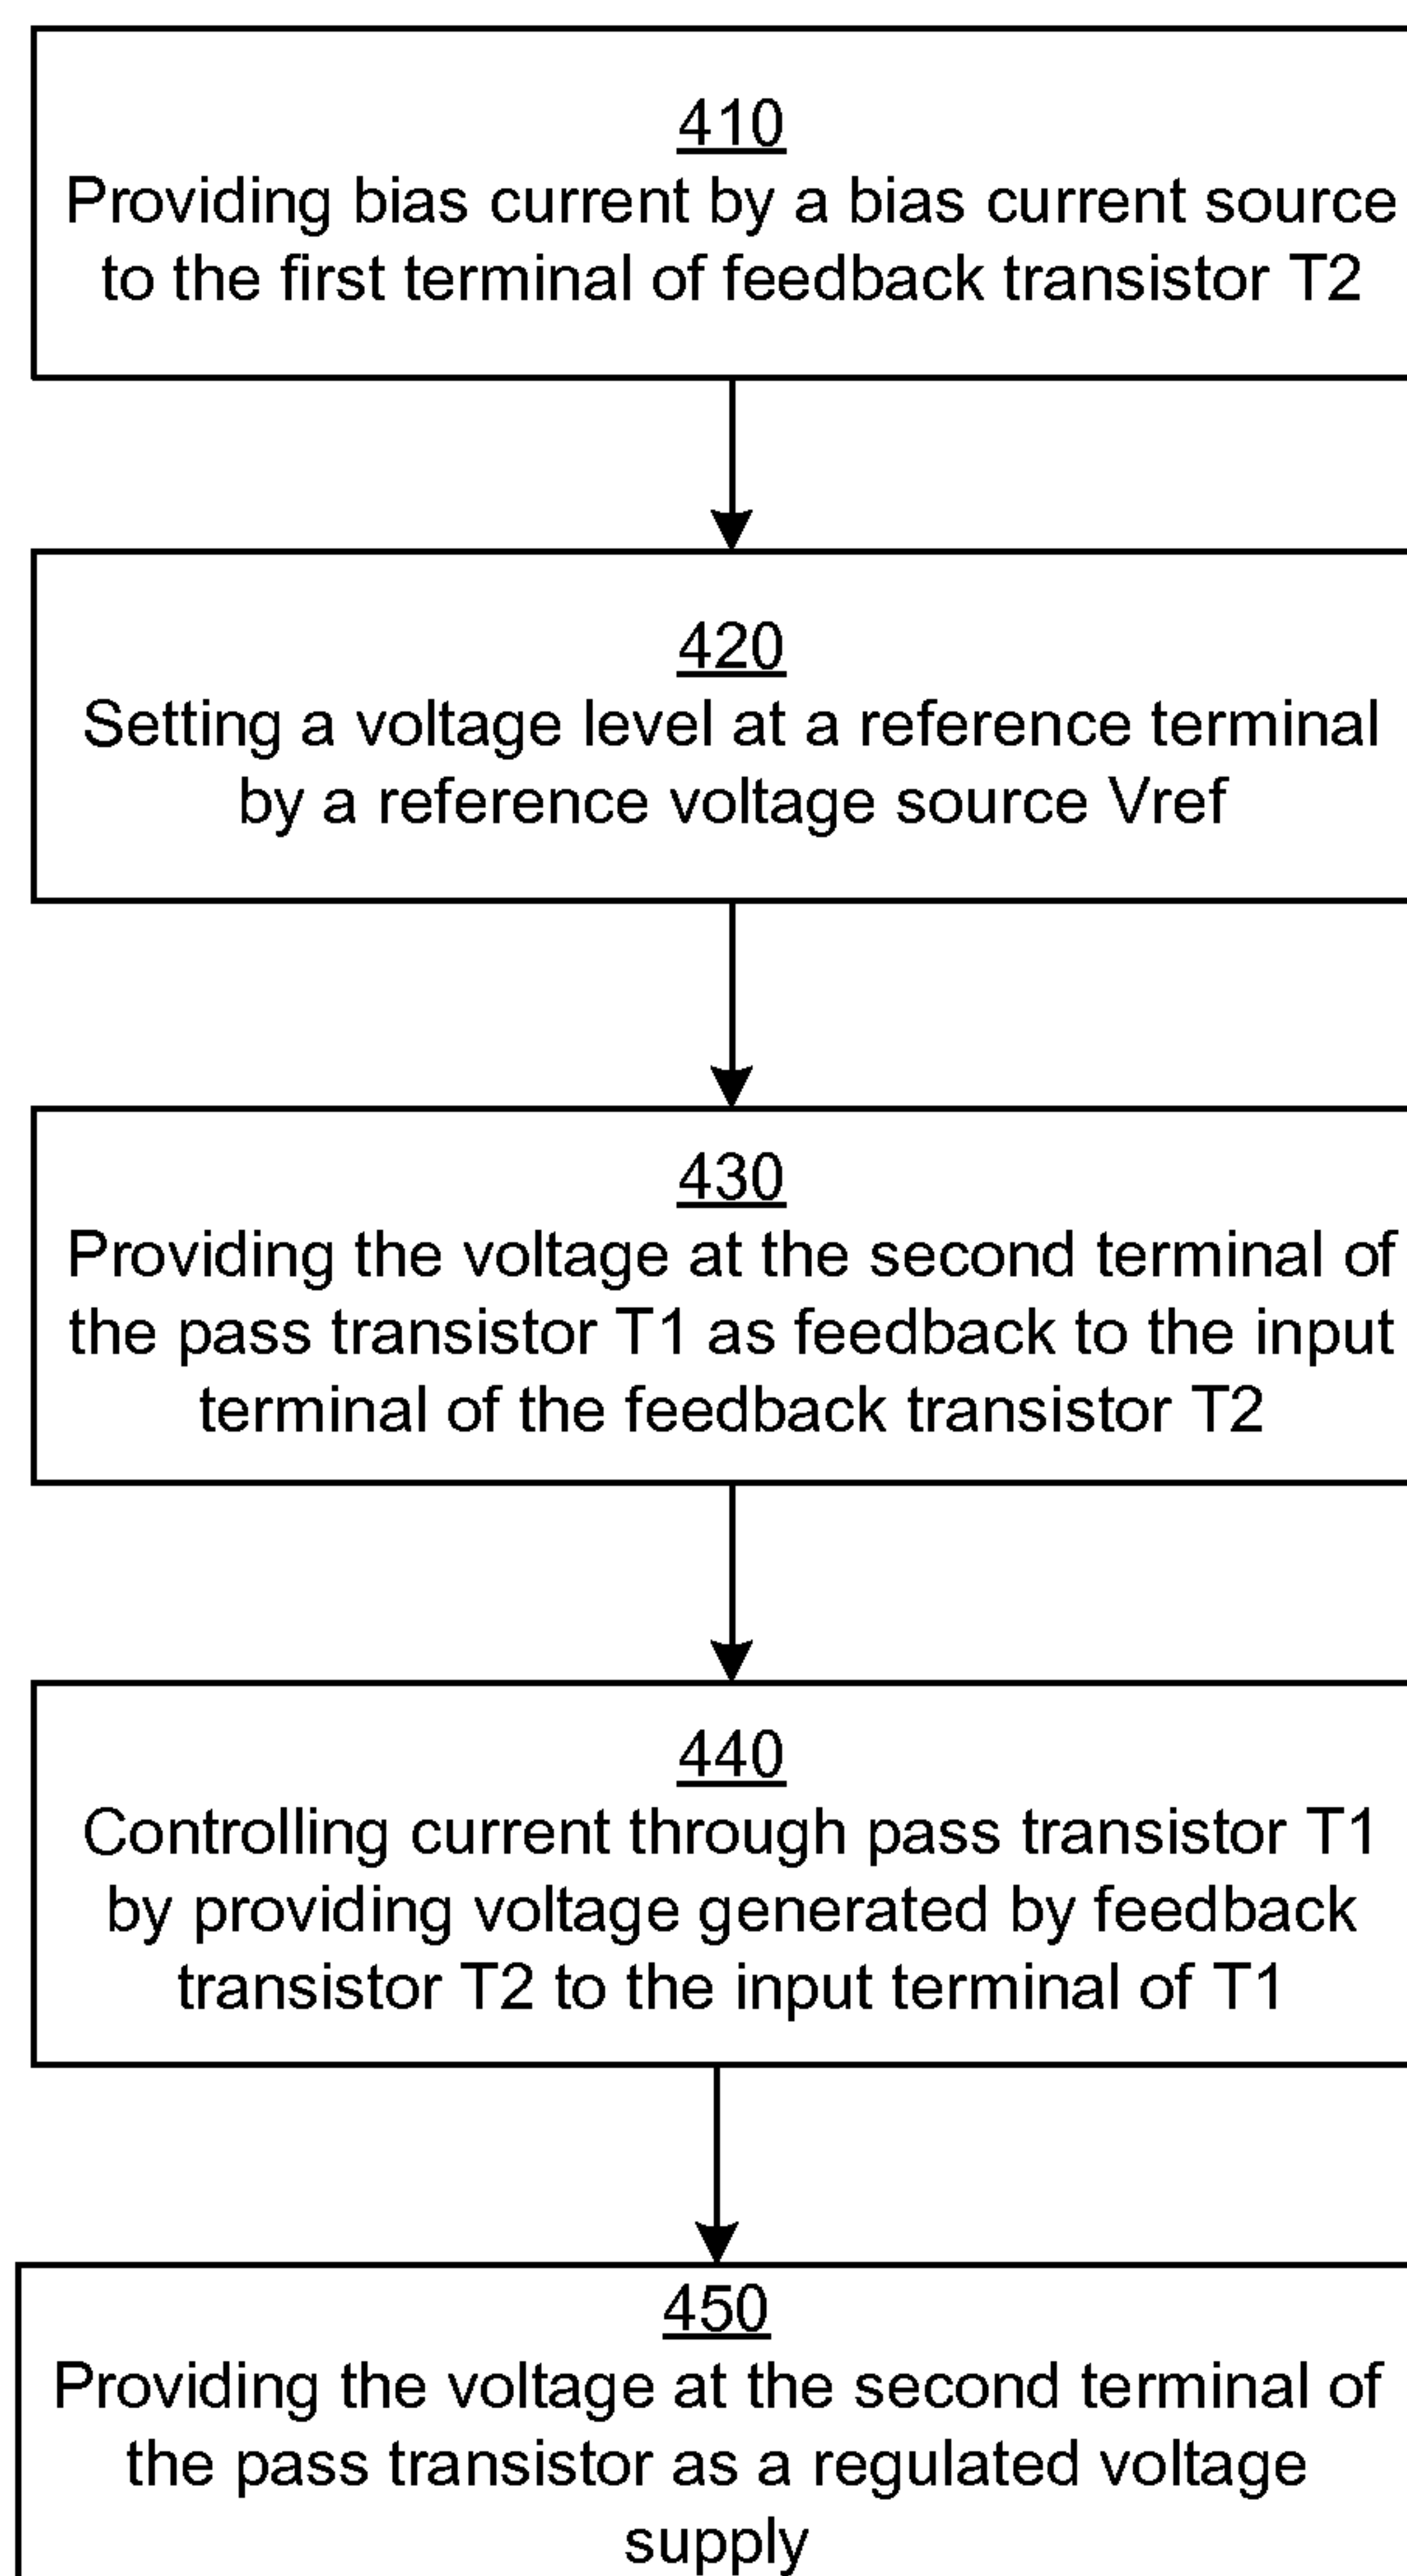 410
Providing bias current by a bias current source
to the first terminal of feedback transistor T2
420
Setting a voltage level at a reference terminal
by a reference voltage source Vref
430
Providing the voltage at the second terminal of
the pass transistor T1 as feedback to the input
terminal of the feedback transistor T2
440
Controlling current through pass transistor T1
by providing voltage generated by feedback
transistor T2 to the input terminal of T1
450
Providing the voltage at the second terminal of
the pass transistor as a regulated voltage
supply